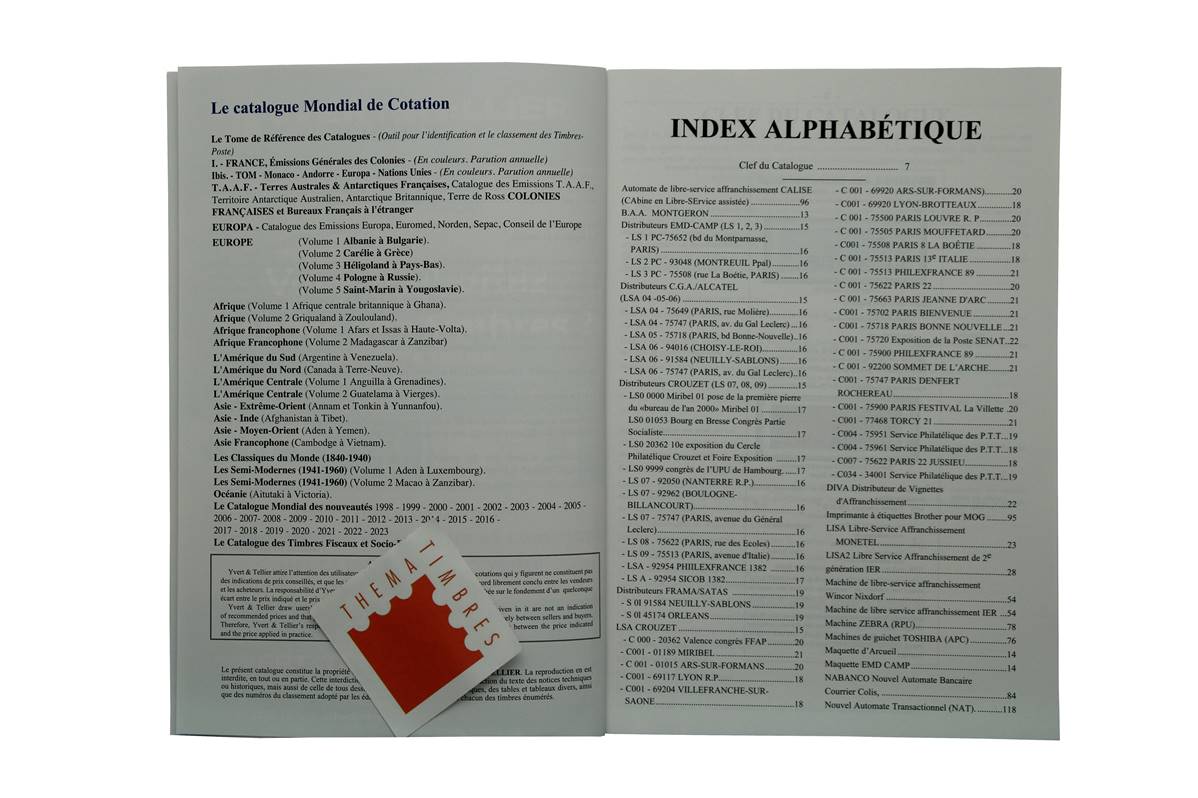 Le catalogue Mondial de Cotation
Le Tome de Référence des Catalogues - (Outil pour l'identification et le classement des Timbres-
Poste)
I. - FRANCE, Émissions Générales des Colonies - (En couleurs. Parution annuelle)
Ibis. - TOM - Monaco - Andorre - Europa - Nations Unies - (En couleurs. Parution annuelle)
T.A.A.F. - Terres Australes & Antarctiques Françaises, Catalogue des Emissions T.A.A.F.,
Territoire Antarctique Australien, Antarctique Britannique, Terre de Ross COLONIES
FRANÇAISES et Bureaux Français à l'étranger
EUROPA - Catalogue des Emissions Europa, Euromed, Norden, Sepac, Conseil de l'Europe
EUROPE (Volume 1 Albanie à Bulgarie).
(Volume 2 Carélie à Grèce)
(Volume 3 Héligoland à Pays-Bas).
(Volume 4 Pologne à Russie).
(Volume 5 Saint-Marin à Yougoslavie).
Afrique (Volume 1 Afrique centrale britannique à Ghana).
Afrique (Volume 2 Griqualand à Zoulouland).
Afrique francophone (Volume 1 Afars et Issas à Haute-Volta).
Afrique Francophone (Volume 2 Madagascar à Zanzibar)
L'Amérique du Sud (Argentine à Venezuela).
L'Amérique du Nord (Canada à Terre-Neuve).
L'Amérique Centrale (Volume 1 Anguilla à Grenadines).
L'Amérique Centrale (Volume 2 Guatelama à Vierges).
Asie - Extrême-Orient (Annam et Tonkin à Yunnanfou).
Asie - Inde (Afghanistan à Tibet).
Asie - Moyen-Orient (Aden à Yemen).
Asie Francophone (Cambodge à Vietnam).
Les Classiques du Monde (1840-1940)
Les Semi-Modernes (1941-1960) (Volume 1 Aden à Luxembourg).
Les Semi-Modernes (1941-1960) (Volume 2 Macao à Zanzibar).
Océanie (Aitutaki à Victoria).
Le Catalogue Mondial des nouveautés 1998 - 1999 - 2000 - 2001 - 2002 - 2003 - 2004 - 2005 -
2006 - 2007- 2008 - 2009 - 2010 - 2011 - 2012 - 2013 - 2014 - 2015 - 2016 -
2017 - 2018 - 2019 - 2020 - 2021 - 2022 - 2023
Le Catalogue des Timbres Fiscaux et Socio-
Yvert & Tellier attire l'attention des utilisateur cotations qui y figurent ne constituent pas
des indications de prix conseillés, et que les ord librement conclu entre les vendeurs
et les acheteurs. La responsabilité d'Yver sur le fondement d'un quelconque
écart entre le prix indiqué et le prix
Yvert & Tellier draw users given in it are not an indication
of recommended prices and that ely between sellers and buyers.
Therefore, Yvert & Tellier's resp between the price indicated
and the price applied in practice.
Le présent catalogue constitue la propriété ELLIER. La reproduction en est
interdite, en tout ou en partie. Cette interdiction ction du texte des notices techniques
ou historiques, mais aussi de celle de tous dess ques, des tables et tableaux divers, ainsi
que des numéros du classement adopté par les éd chacun des timbres énumérés.
THEMA TIMBRES
INDEX ALPHABÉTIQUE
Clef du Catalogue ................................ 7
Automate de libre-service affranchissement CALISE
(CAbine en Libre-SErvice assistée) ....................96
B.A.A. MONTGERON ....................13
Distributeurs EMD-CAMP (LS 1, 2, 3) ....................15
- LS 1 PC-75652 (bd du Montparnasse,
PARIS) ....................16
- LS 2 PC - 93048 (MONTREUIL Ppal) ....................16
- LS 3 PC - 75508 (rue La Boétie, PARIS) ..........16
Distributeurs C.G.A./ALCATEL
(LSA 04 -05-06) ....................15
- LSA 04 - 75649 (PARIS, rue Molière)..........16
- LSA 04 - 75747 (PARIS, av. du Gal Leclerc) ...16
- LSA 05 - 75718 (PARIS, bd Bonne-Nouvelle)..16
- LSA 06 - 94016 (CHOISY-LE-ROI)..........16
- LSA 06 - 91584 (NEUILLY-SABLONS) ..........16
- LSA 06 - 75747 (PARIS, av. du Gal Leclerc)...16
Distributeurs CROUZET (LS 07, 08, 09) ..........15
- LS0 0000 Miribel 01 pose de la première pierre
du «bureau de l'an 2000» Miribel 01 ..........17
LS0 01053 Bourg en Bresse Congrès Partie
Socialiste..........17
- LS0 20362 10e exposition du Cercle
Philatélique Crouzet et Foire Exposition ..........17
- LS0 9999 congrès de l'UPU de Hambourg......17
- LS 07 - 92050 (NANTERRE R.P.)..........16
- LS 07 - 92962 (BOULOGNE-
BILLANCOURT)..........16
- LS 07 - 75747 (PARIS, avenue du Général
Leclerc)..........16
- LS 08 - 75622 (PARIS, rue des Ecoles) ..........16
- LS 09 - 75513 (PARIS, avenue d'Italie) ..........16
- LSA - 92954 PHIILFRANCE 1382 ..........16
- LS A - 92954 SICOB 1382..........17
Distributeurs FRAMA/SATAS ..........19
- S 0I 91584 NEUILLY-SABLONS ..........19
- S 0I 45174 ORLEANS ..........19
LSA CROUZET ..........15
- C 000 - 20362 Valence congrès FFAP ..........20
- C001 - 01189 MIRIBEL ..........21
- C 001 - 01015 ARS-SUR-FORMANS ..........20
- C001 - 69117 LYON R.P..........18
- C001 - 69204 VILLEFRANCHE-SUR-
SAONE..........18
- C 001 - 69920 ARS-SUR-FORMANS)..........20
- C001 - 69920 LYON-BROTTEAUX ..........18
- C 001 - 75500 PARIS LOUVRE R. P..........20
- C 001 - 75505 PARIS MOUFFETARD ..........20
- C 001 - 75508 PARIS 8 LA BOÊTIE ..........18
- C 001 - 75513 PARIS 13e ITALIE ..........18
- C 001 - 75513 PHILEXFRANCE 89 ..........21
- C 001 - 75622 PARIS 22 ..........20
- C 001 - 75663 PARIS JEANNE D'ARC ..........21
- C001 - 75702 PARIS BIENVENUE ..........21
- C001 - 75718 PARIS BONNE NOUVELLE ...21
- C001 - 75720 Exposition de la Poste SENAT..22
- C 001 - 75900 PHILEXFRANCE 89 ..........21
- C 001 - 92200 SOMMET DE L'ARCHE..........21
- C001 - 75747 PARIS DENFERT
ROCHEREAU ..........18
- C001 - 75900 PARIS FESTIVAL La Villette .20
- C001 - 77468 TORCY 21 ..........21
- C004 - 75951 Service Philatélique des P.T.T...19
- C004 - 75961 Service Philatélique des P.T.T...18
- C007 - 75622 PARIS 22 JUSSIEU ..........18
- C034 - 34001 Service Philatélique des P.T.T...19
DIVA Distributeur de Vignettes
d'Affranchissement ..........22
Imprimante à étiquettes Brother pour MOG ..........95
LISA Libre-Service Affranchissement
MONETEL ..........23
LISA2 Libre Service Affranchissement de 2e
génération IER ..........28
Machine de libre-service affranchissement
Wincor Nixdorf ..........54
Machine de libre service affranchissement IER ....54
Machine ZEBRA (RPU) ..........78
Machines de guichet TOSHIBA (APC) ..........76
Maquette d'Arcueil ..........14
Maquette EMD CAMP ..........14
NABANCO Nouvel Automate Bancaire
Courrier Colis, ..........84
Nouvel Automate Transactionnel (NAT)..........118